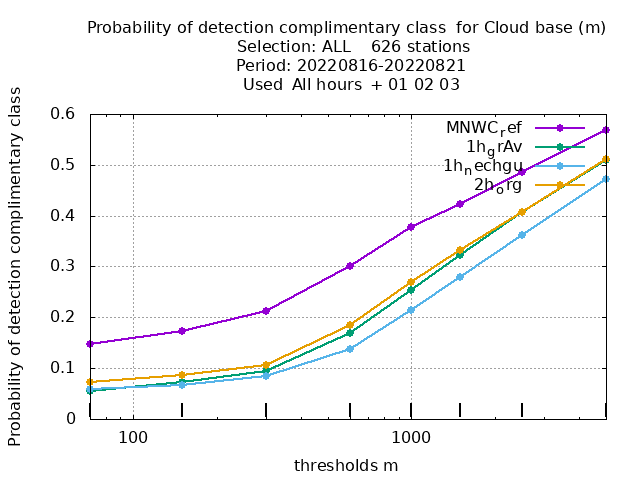 Probability of detection complimentary class  for Cloud base (m)
Selection: ALL    626 stations
Period: 20220816-20220821
Used  All hours  + 01 02 03
Probability of detection complimentary class
0.6
0.5
0.4
0.3
0.2
0.1
0
MNWC_ref
1h_grAv
1h_nechgu
2h_org
100
1000
thresholds m